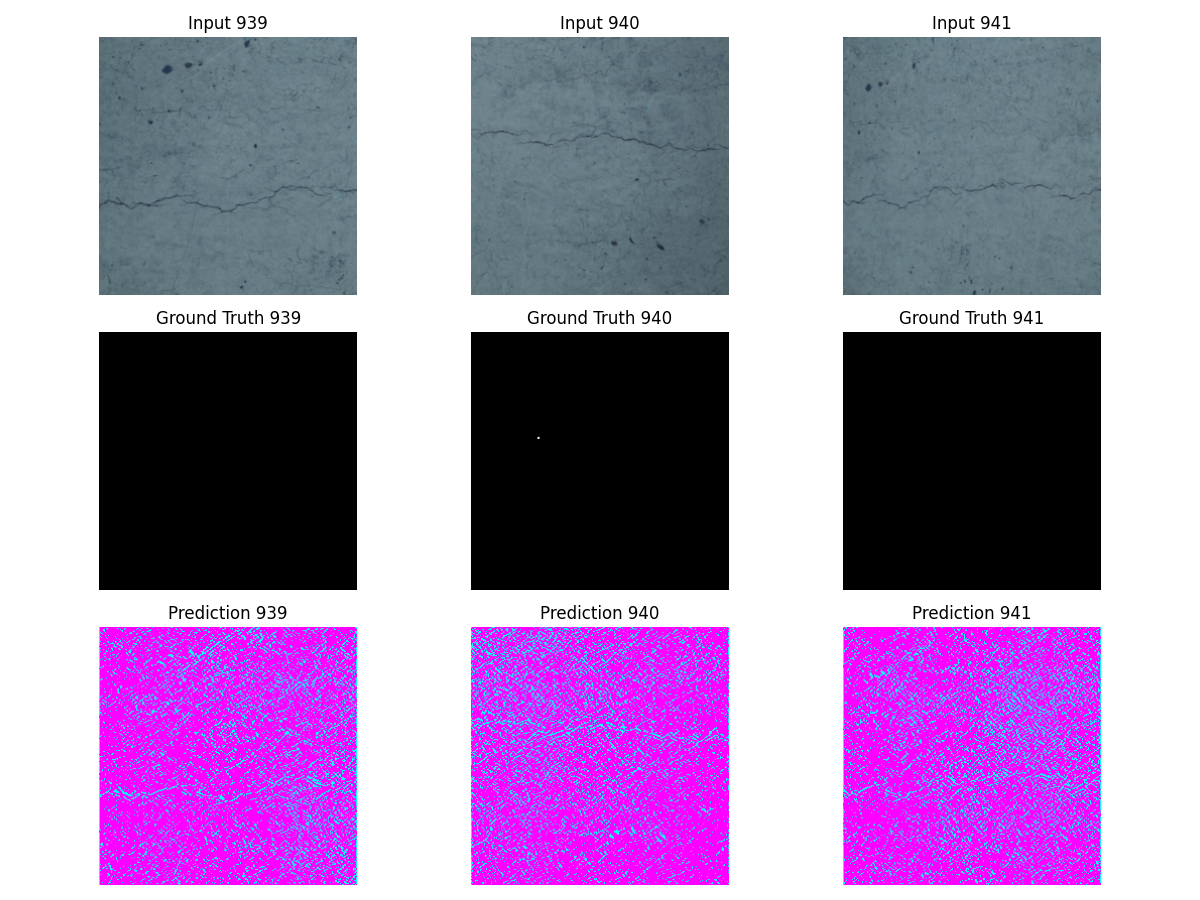 Input 939
Input 940
Input 941
Ground Truth 939
Ground Truth 940
Ground Truth 941
Prediction 939
Prediction 940
Prediction 941